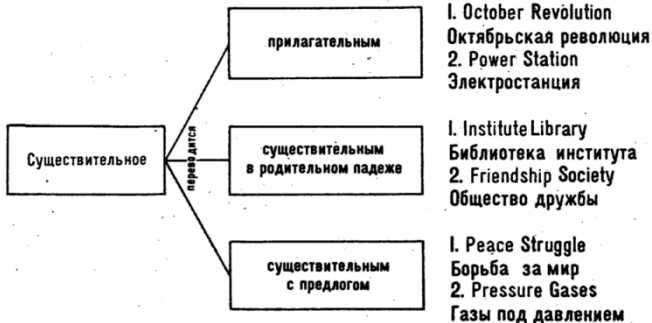 Существительное
переводится
прилагательным
I. October Revolution
Октябрьская революция
2. Power Station
Электростанция
существительным
в родительном падеже
I. Institute Library
Библиотека института
2. Friendship Society
Общество дружбы
существительным
с предлогом
I. Peace Struggle
Борьба за мир
2. Pressure Gases
Газы под давлением